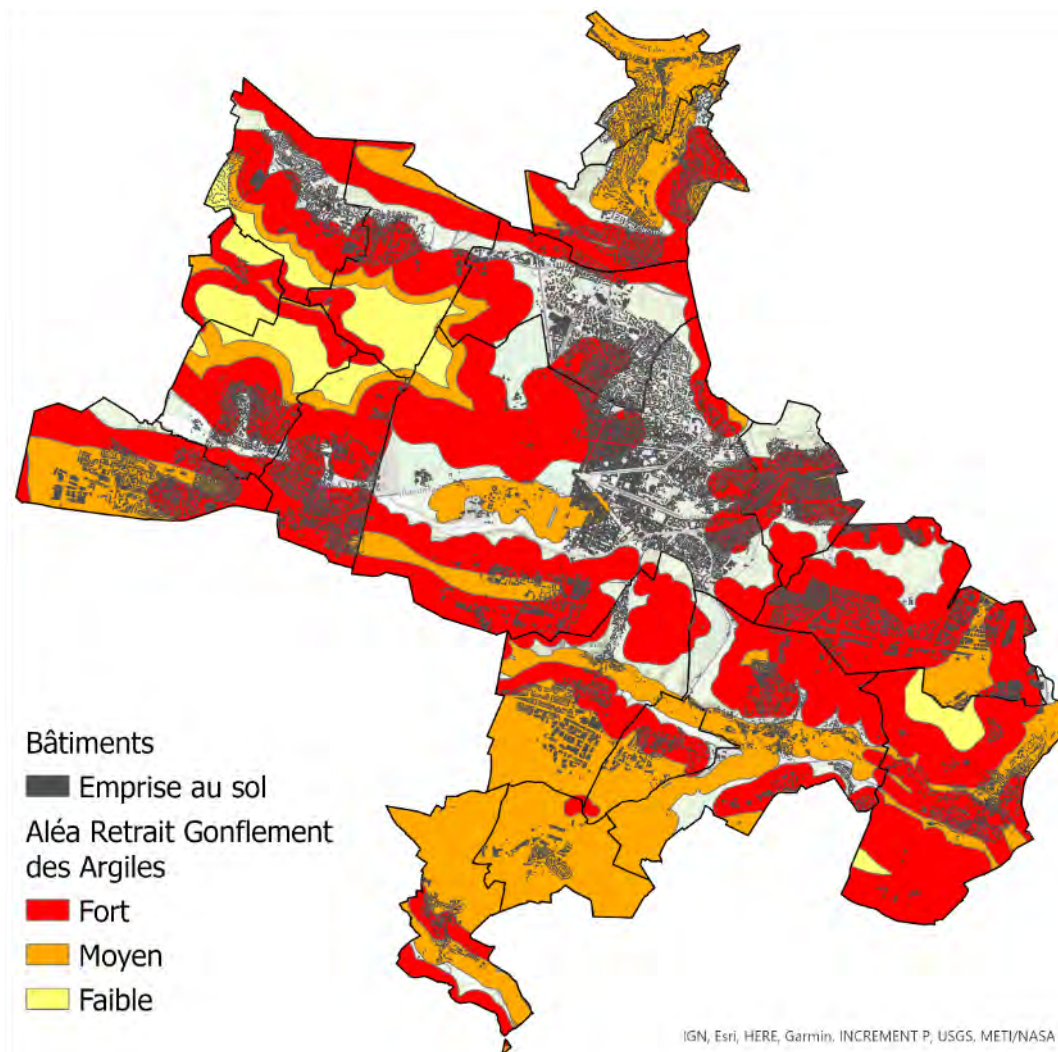 Bâtiments
Emprise au sol
Aléa Retrait Gonflement
des Argiles
Fort
Moyen
Faible
IGN, Esri, HERE, Garmin, INCREMENT P, USGS, METI/NASA